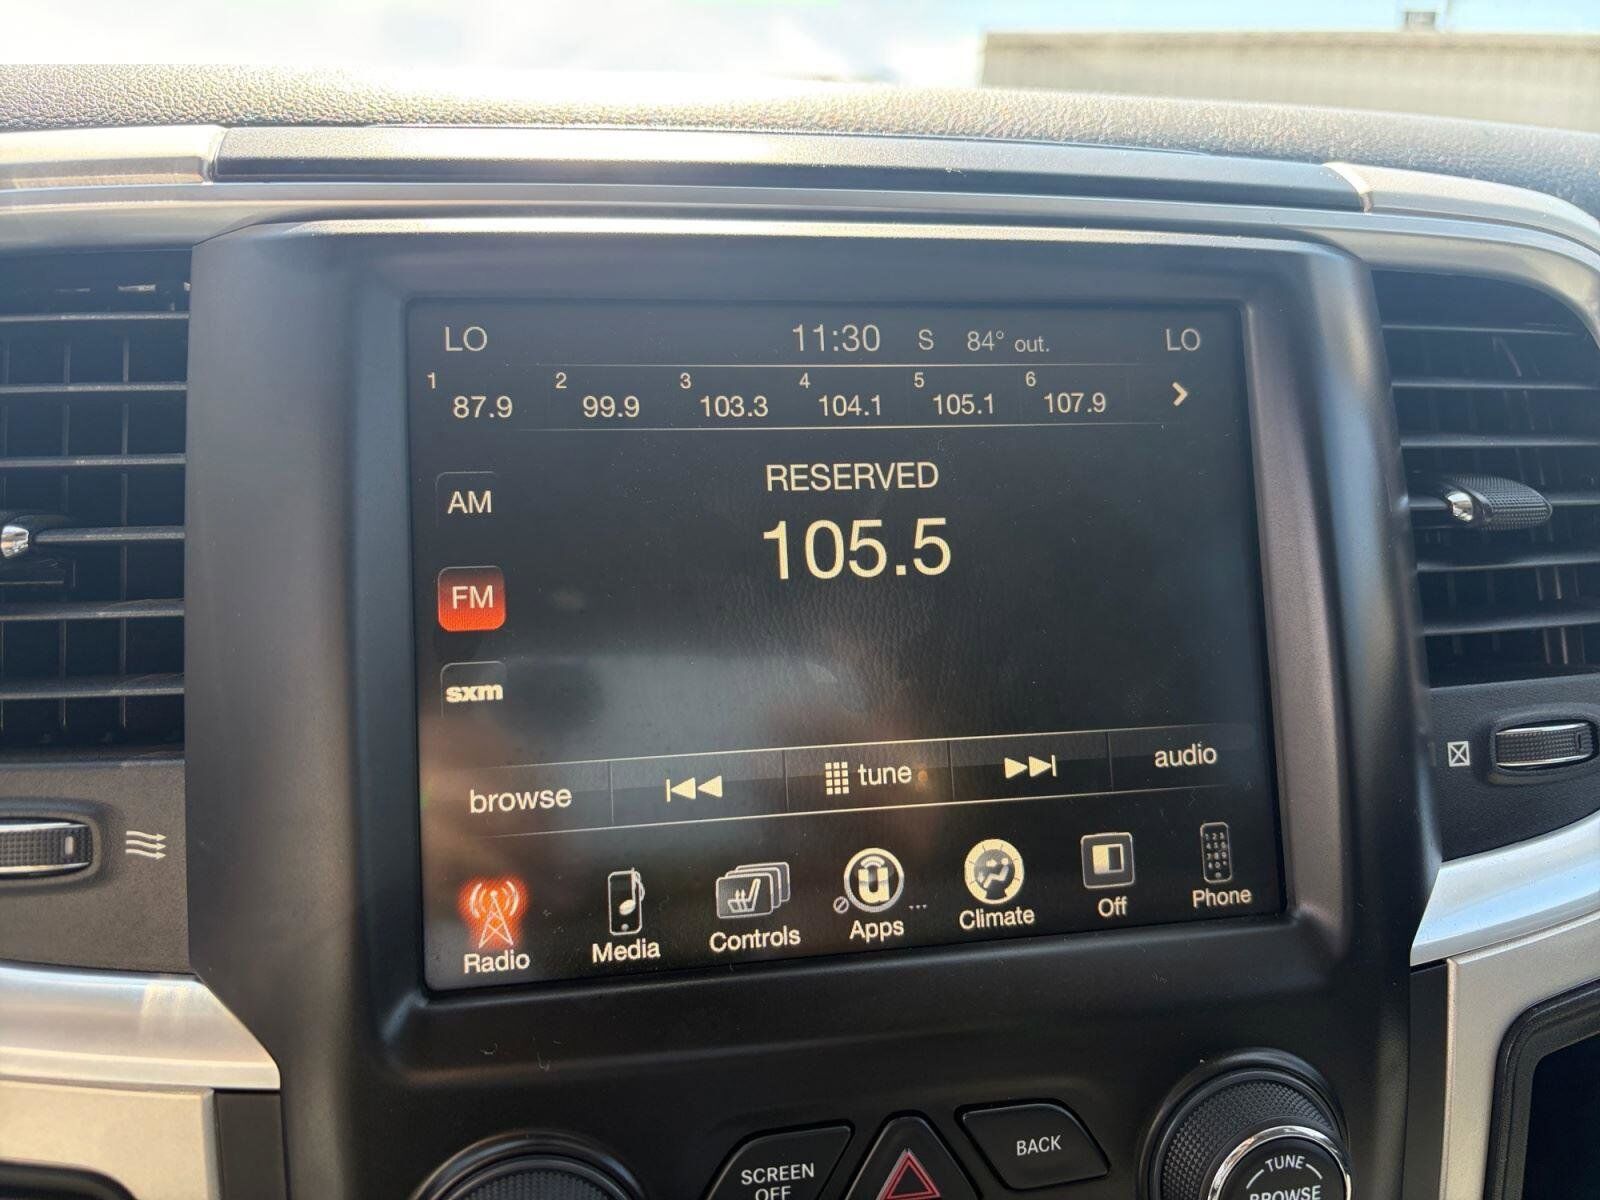 LO 11:30 S 84° out. LO
1 2 3 4 5 6
87.9 99.9 103.3 104.1 105.1 107.9
RESERVED
105.5
AM
FM
sxm
browse tune audio
Radio Media Controls Apps Climate Off Phone
SCREEN
OFF
BACK
TUNE
BROWSE